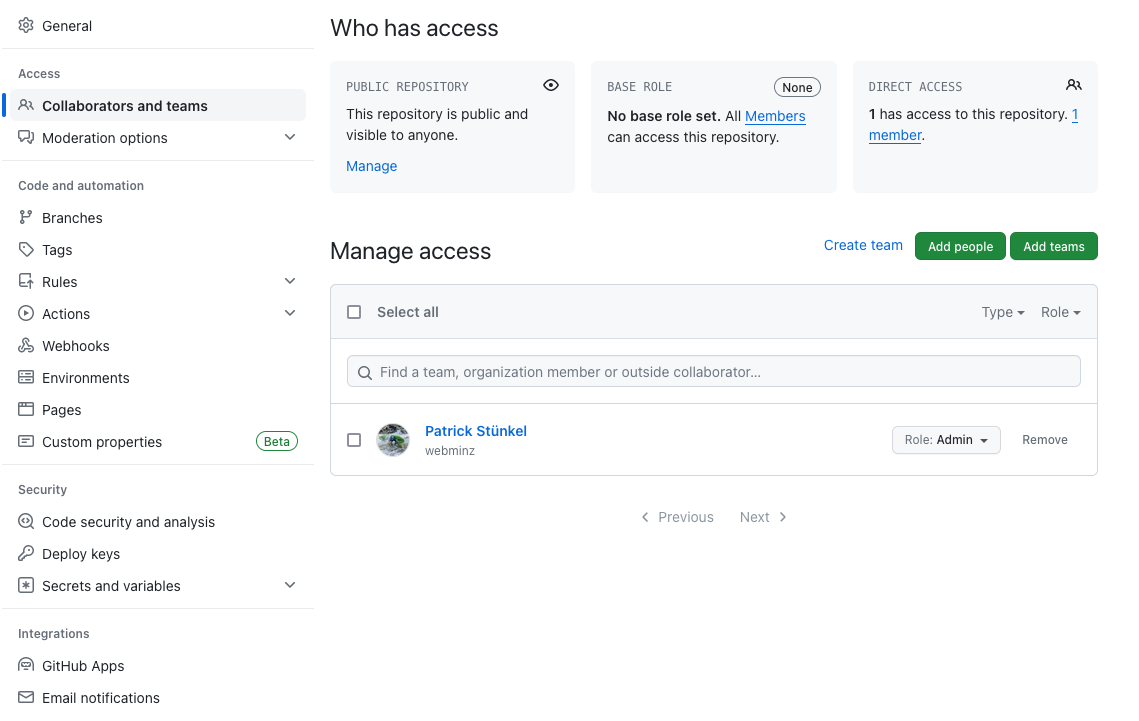 General
Access
Collaborators and teams
Moderation options
Code and automation
Branches
Tags
Rules
Actions
Webhooks
Environments
Pages
Custom properties Beta
Security
Code security and analysis
Deploy keys
Secrets and variables
Integrations
GitHub Apps
Email notifications
Who has access
PUBLIC REPOSITORY
This repository is public and
visible to anyone.
Manage
BASE ROLE None
No base role set. All Members
can access this repository.
DIRECT ACCESS
1 has access to this repository. 1
member.
Manage access
Create team Add people Add teams
Select all Type Role
Find a team, organization member or outside collaborator...
Patrick Stünkel
webminz
Role: Admin Remove
Previous Next